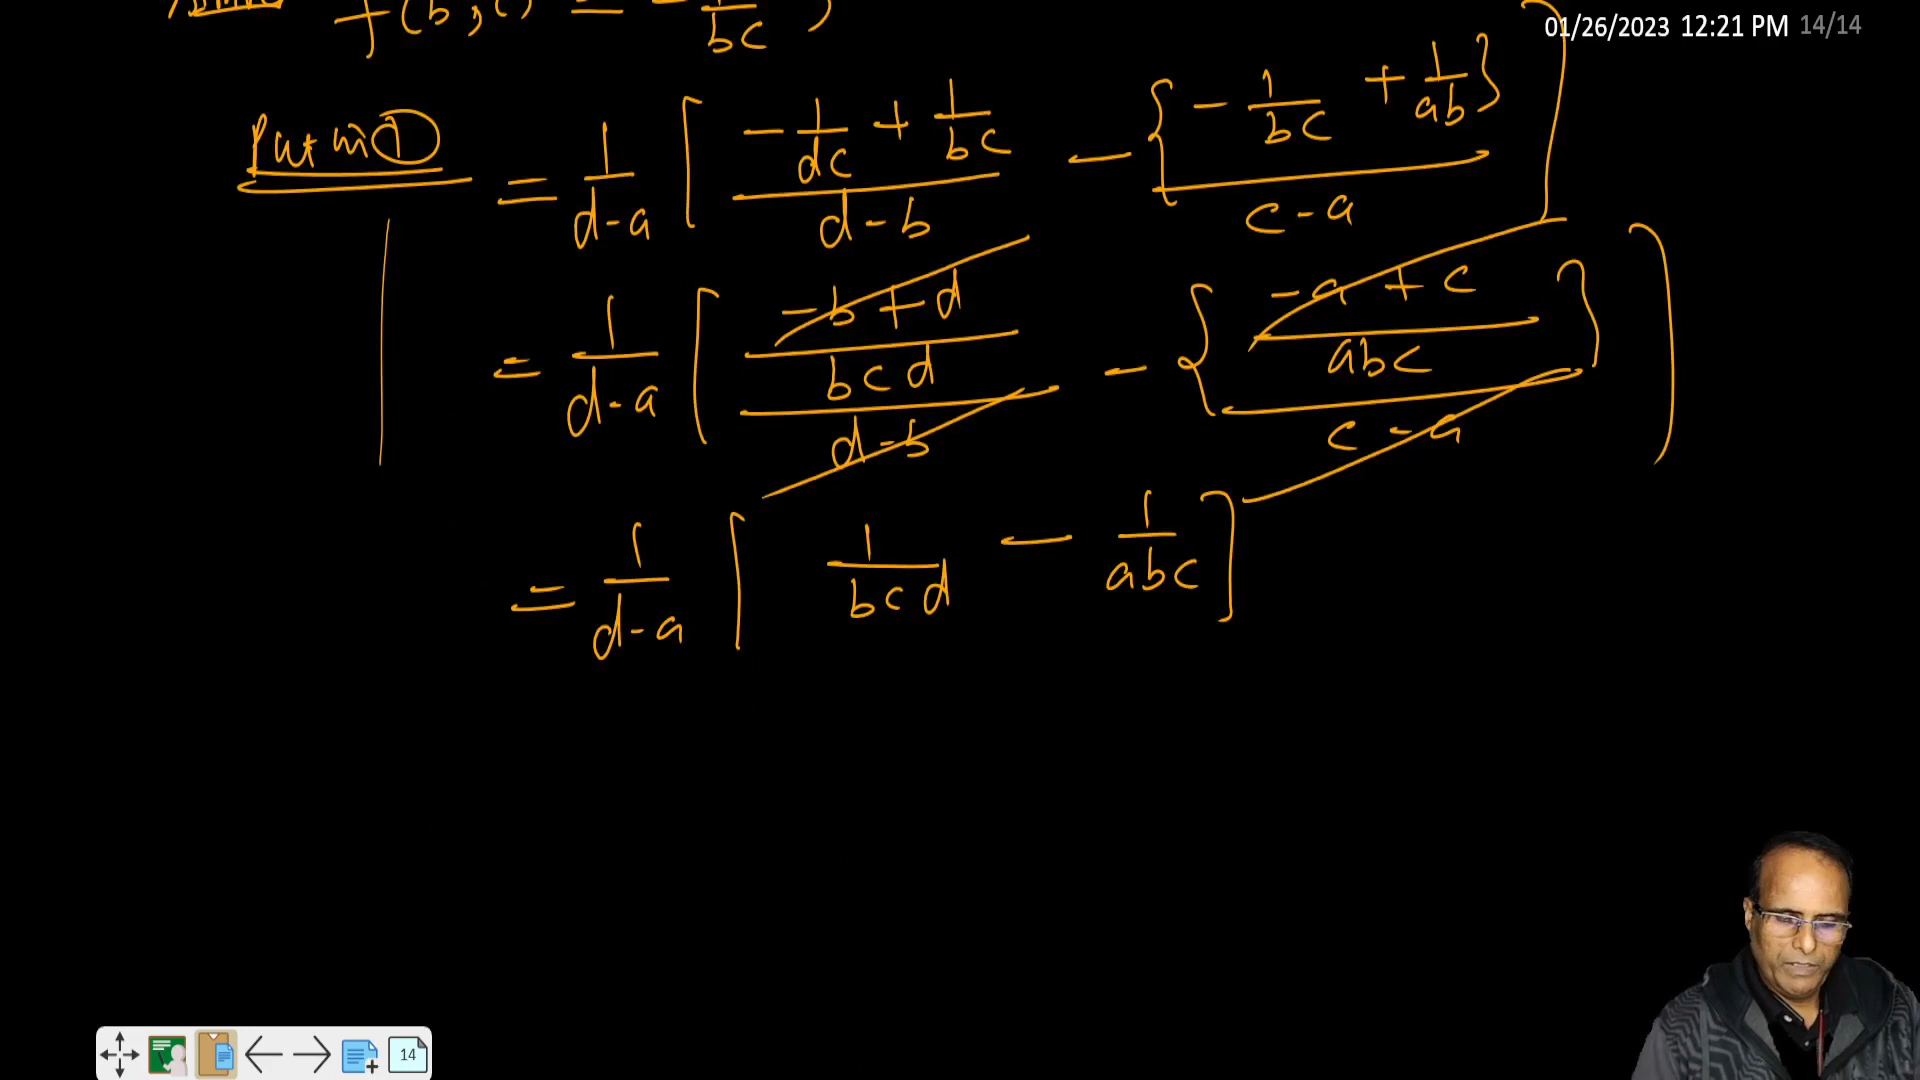 f(b,c) = -1/bc )
01/26/2023 12:21 PM 14/14
Put in ①
= 1/(d-a) [ (-1/dc + 1/bc)/(d-b) - {-1/bc + 1/ab}/(c-a) ]
= 1/(d-a) [ ((-b+d)/bcd)/(d-b) - { ((-a+c)/abc) }/(c-a) ]
= 1/(d-a) [ 1/bcd - 1/abc ]
14